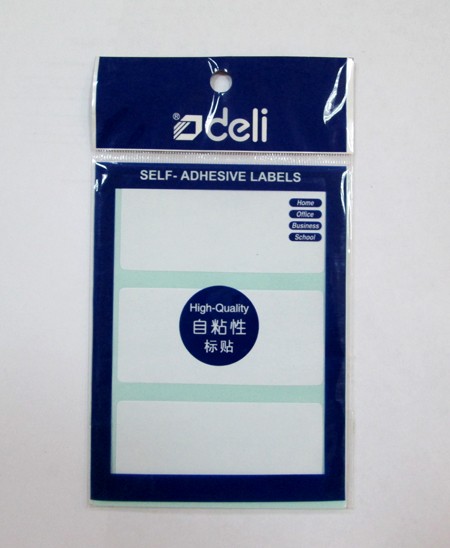 ® deli
SELF- ADHESIVE LABELS
Home
Office
Business
School
High-Quality
自粘性
标贴